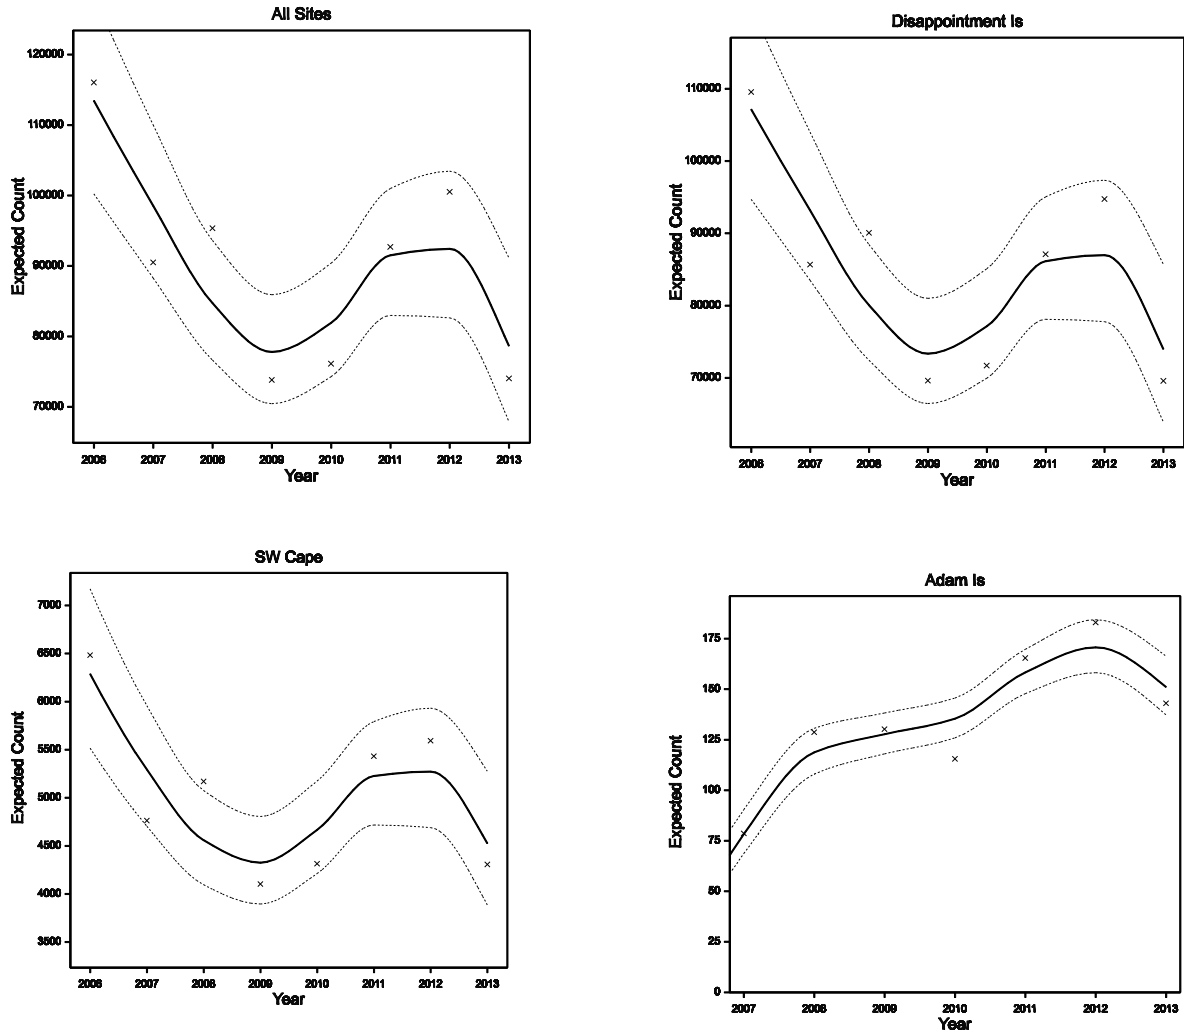 All Sites
Expected Count
120000
110000
100000
90000
80000
70000
2006 2007 2008 2009 2010 2011 2012 2013
Year
Disappointment Is
Expected Count
110000
100000
90000
80000
70000
2006 2007 2008 2009 2010 2011 2012 2013
Year
SW Cape
Expected Count
7000
6500
6000
5500
5000
4500
4000
3500
2006 2007 2008 2009 2010 2011 2012 2013
Year
Adam Is
Expected Count
175
150
125
100
75
50
25
0
2007 2008 2009 2010 2011 2012 2013
Year